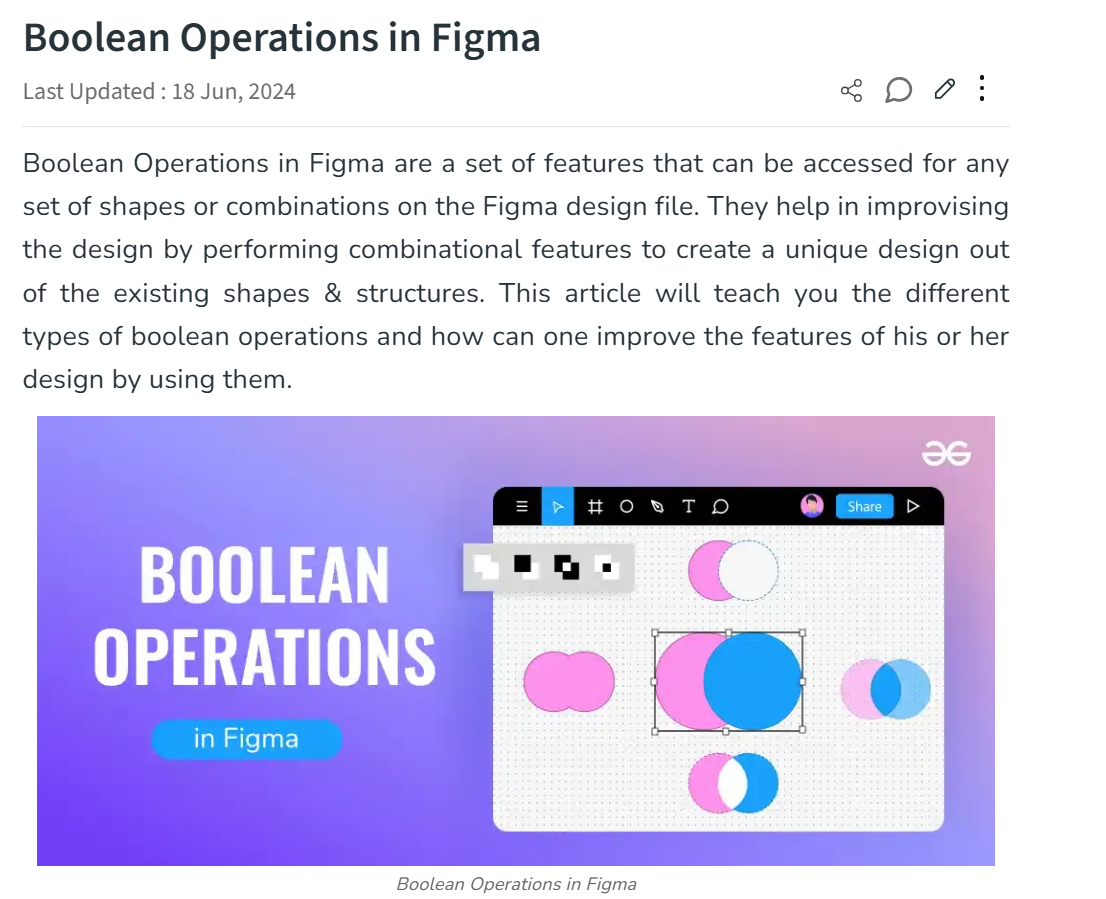 Boolean Operations in Figma
Last Updated : 18 Jun, 2024
Boolean Operations in Figma are a set of features that can be accessed for any
set of shapes or combinations on the Figma design file. They help in improvising
the design by performing combinational features to create a unique design out
of the existing shapes & structures. This article will teach you the different
types of boolean operations and how can one improve the features of his or her
design by using them.
BOOLEAN
OPERATIONS
in Figma
T
Share
Boolean Operations in Figma